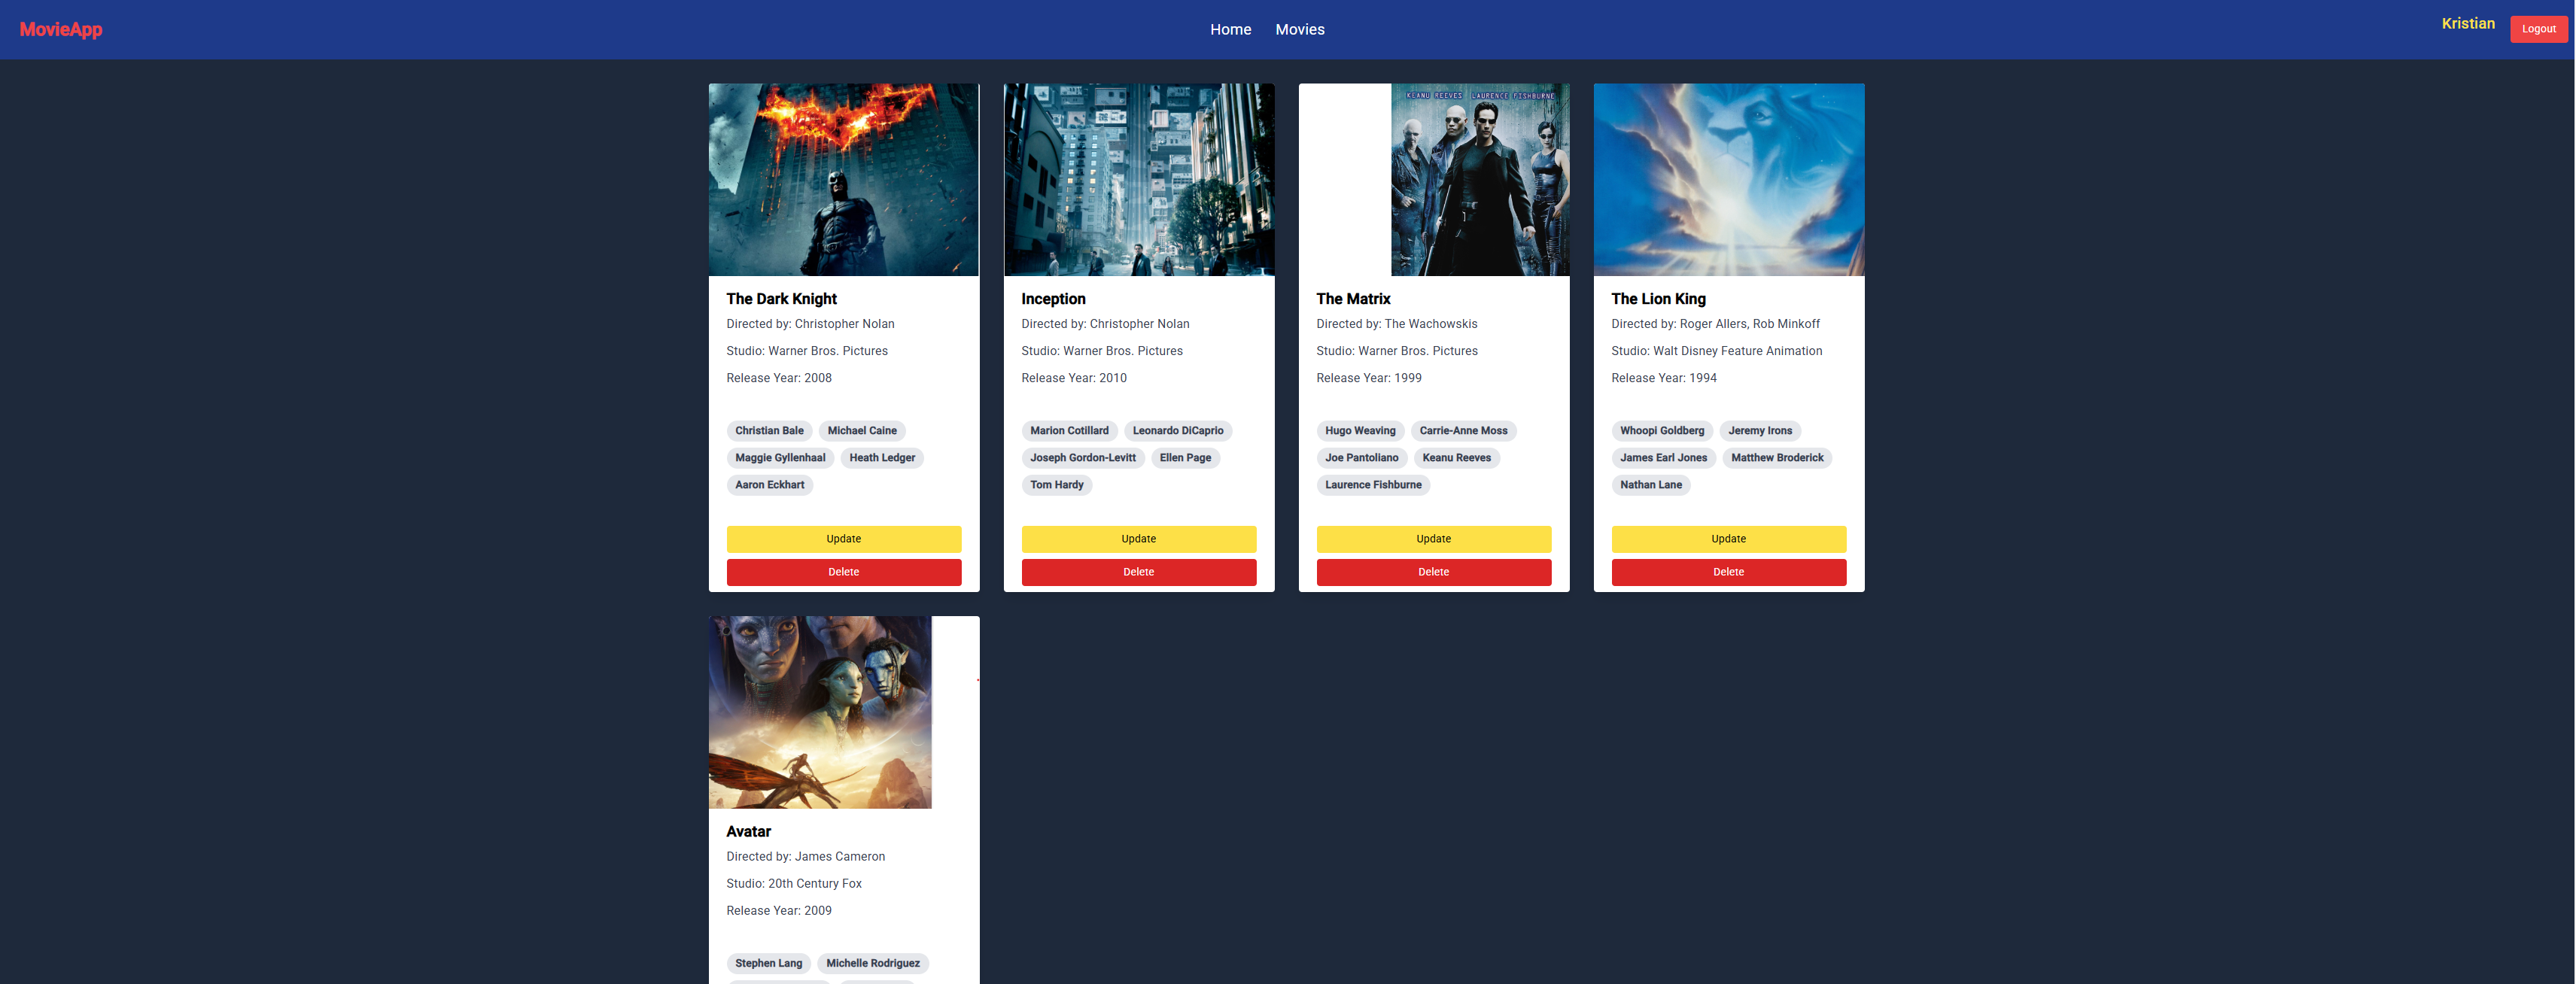 MovieApp
Home
Movies
Kristian
Logout
KEANU REEVES LAURENCE FISHBURNE
The Dark Knight
Directed by: Christopher Nolan
Studio: Warner Bros. Pictures
Release Year: 2008
Christian Bale
Michael Caine
Maggie Gyllenhaal
Heath Ledger
Aaron Eckhart
Update
Delete
Inception
Directed by: Christopher Nolan
Studio: Warner Bros. Pictures
Release Year: 2010
Marion Cotillard
Leonardo DiCaprio
Joseph Gordon-Levitt
Ellen Page
Tom Hardy
Update
Delete
The Matrix
Directed by: The Wachowskis
Studio: Warner Bros. Pictures
Release Year: 1999
Hugo Weaving
Carrie-Anne Moss
Joe Pantoliano
Keanu Reeves
Laurence Fishburne
Update
Delete
The Lion King
Directed by: Roger Allers, Rob Minkoff
Studio: Walt Disney Feature Animation
Release Year: 1994
Whoopi Goldberg
Jeremy Irons
James Earl Jones
Matthew Broderick
Nathan Lane
Update
Delete
Avatar
Directed by: James Cameron
Studio: 20th Century Fox
Release Year: 2009
Stephen Lang
Michelle Rodriguez